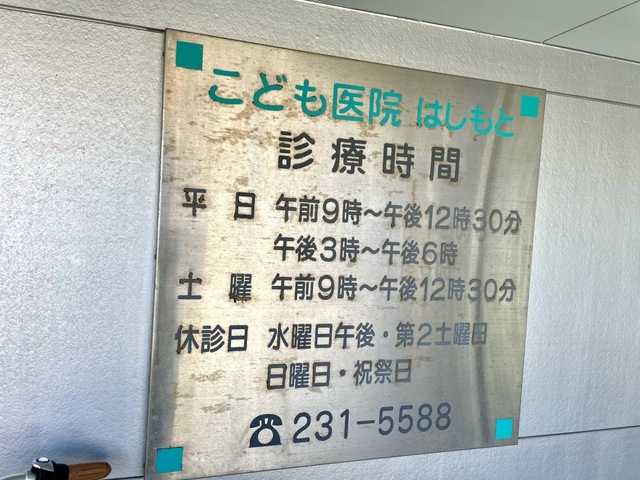 こども医院 はしもと
診療時間
平日 午前9時～午後12時30分
午後3時～午後6時
土曜 午前9時～午後12時30分
休診日 水曜日午後・第2土曜日
日曜日・祝祭日
☎231-5588